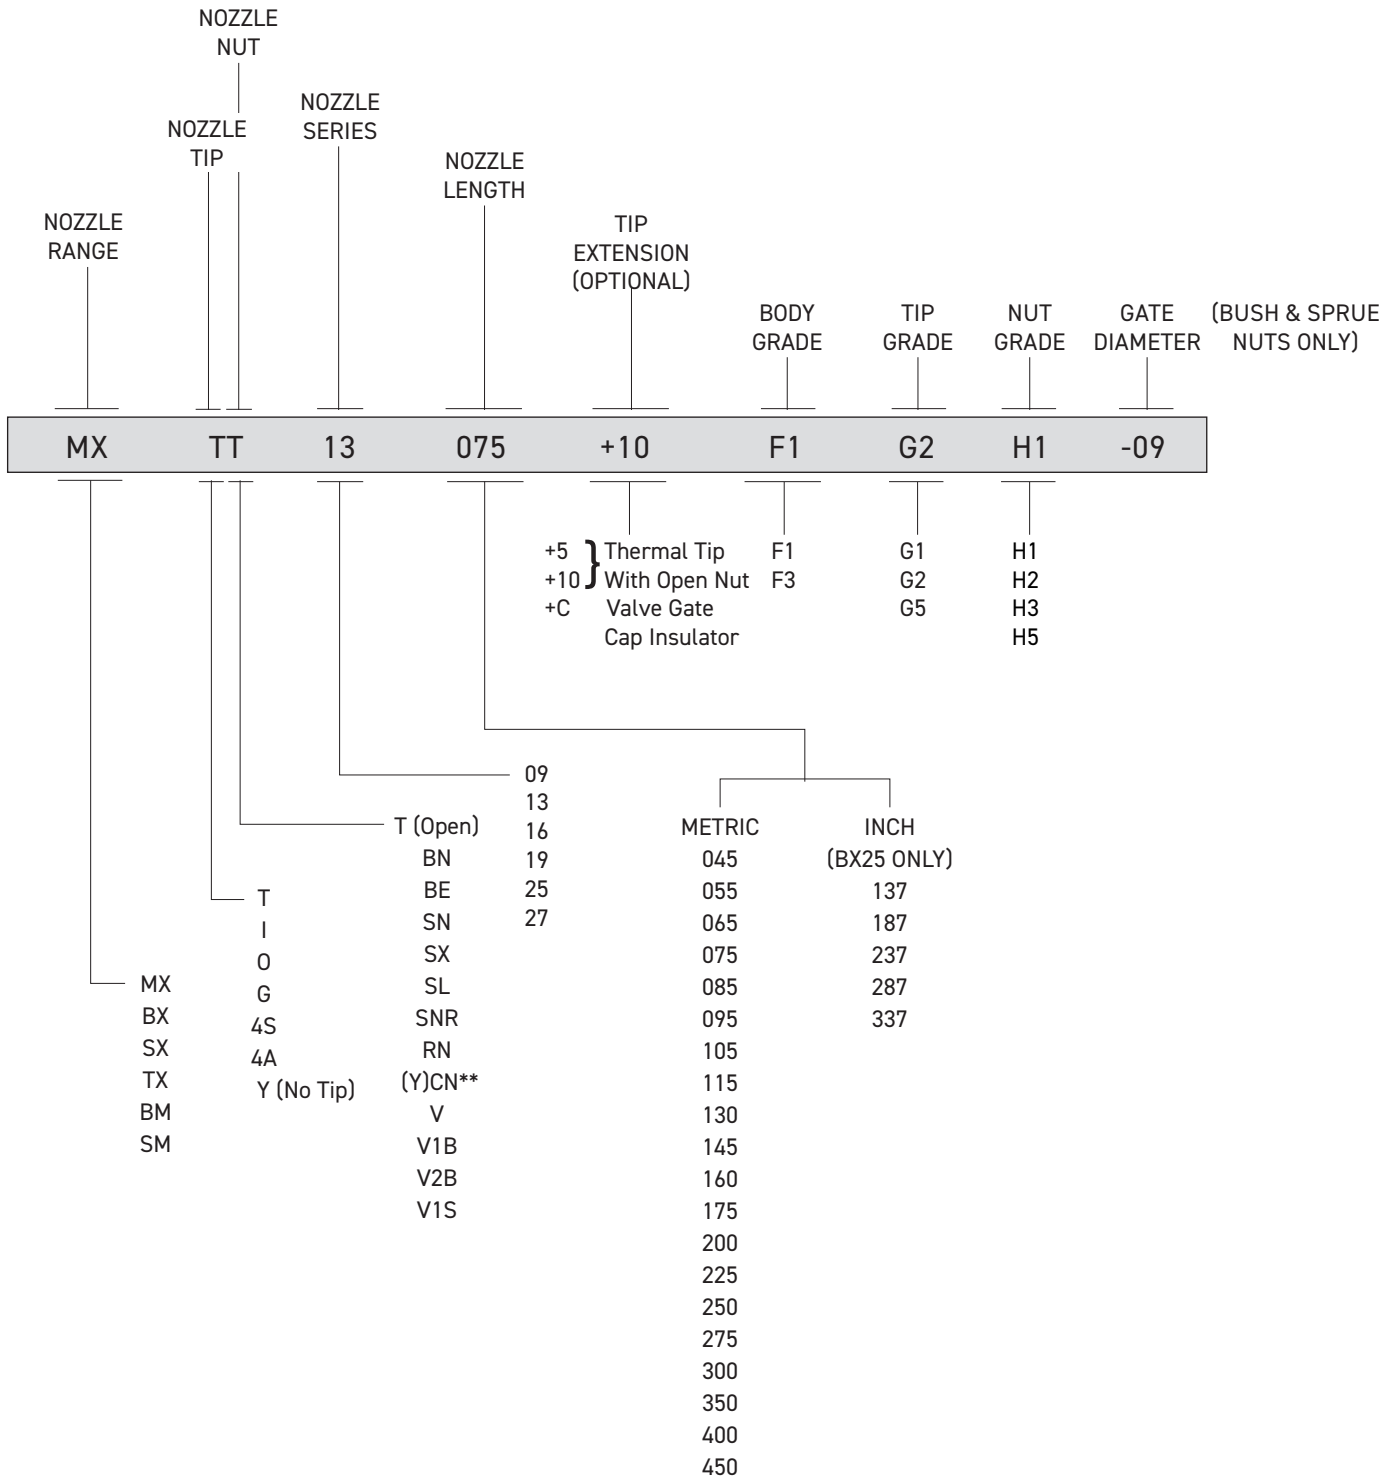 NOZZLE
NUT
NOZZLE
SERIES
NOZZLE
TIP
NOZZLE
LENGTH
NOZZLE
RANGE
TIP
EXTENSION
(OPTIONAL)
BODY
GRADE
TIP
GRADE
NUT
GRADE
GATE
DIAMETER
(BUSH & SPRUE
NUTS ONLY)
MX TT 13 075 +10 F1 G2 H1 -09
+5 } Thermal Tip
+10 With Open Nut
+C Valve Gate
Cap Insulator
F1
F3
G1
G2
G5
H1
H2
H3
H5
09
13
16
19
25
27
T (Open)
BN
BE
SN
SX
SL
SNR
RN
(Y)CN**
V
V1B
V2B
V1S
T
I
O
G
4S
4A
Y (No Tip)
MX
BX
SX
TX
BM
SM
METRIC
045
055
065
075
085
095
105
115
130
145
160
175
200
225
250
275
300
350
400
450
INCH
(BX25 ONLY)
137
187
237
287
337